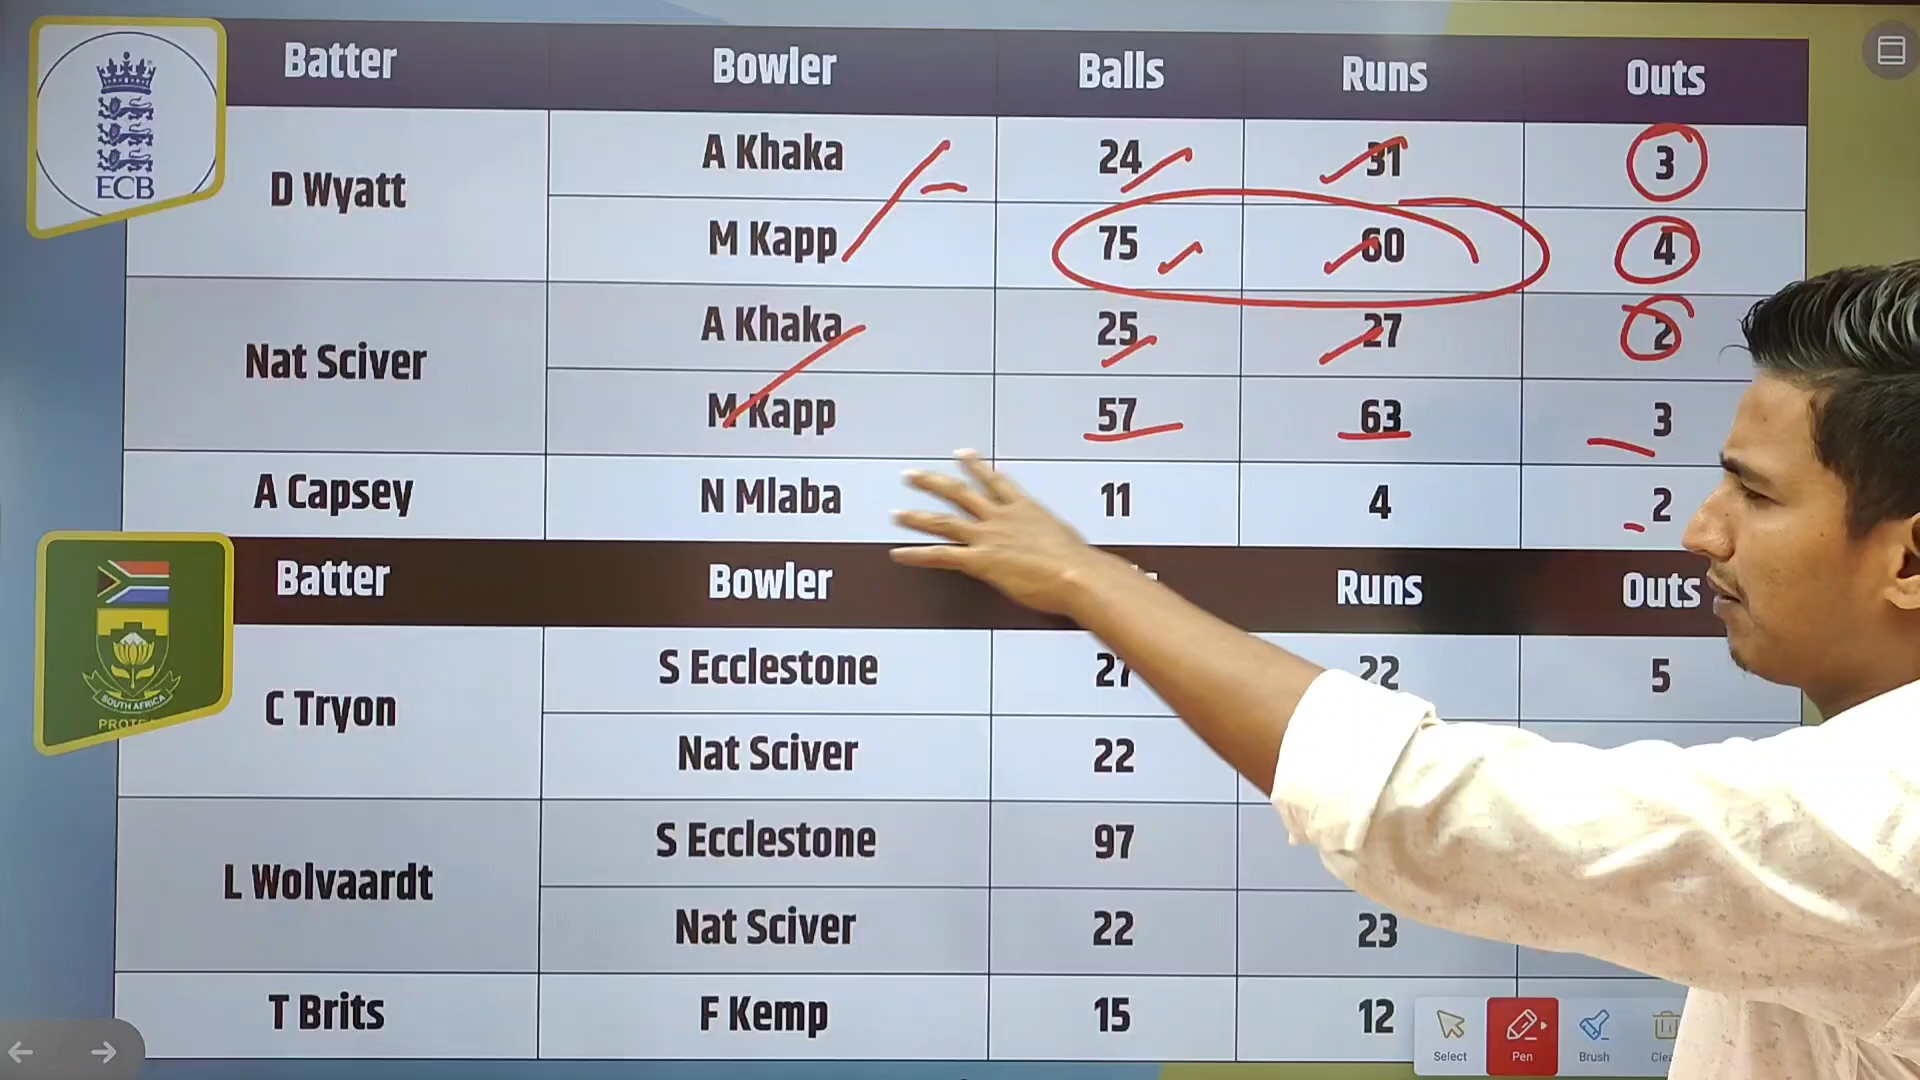 Batter Bowler Balls Runs Outs
ECB
D Wyatt
A Khaka 24 31 3
M Kapp 75 60 4
Nat Sciver
A Khaka 25 27 2
M Kapp 57 63 3
A Capsey N Mlaba 11 4 2
Batter Bowler Runs Outs
SOUTH AFRICA
C Tryon
S Ecclestone 27 22 5
Nat Sciver 22
L Wolvaardt
S Ecclestone 97
Nat Sciver 22 23
T Brits F Kemp 15 12
Select Pen Brush